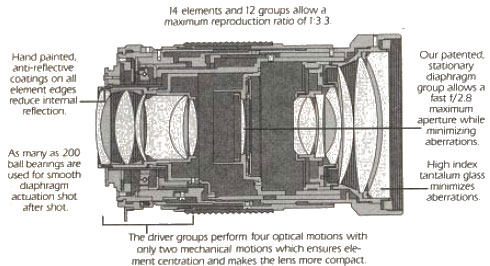 14 elements and 12 groups allow a
maximum reproduction ratio of 1:3.3.
Hand painted,
anti-reflective
coatings on all
element edges
reduce internal
reflection.
As many as 200
ball bearings are
used for smooth
diaphragm
actuation shot
after shot.
Our patented,
stationary
diaphragm
group allows a
fast f/2.8
maximum
aperture while
minimizing
aberrations.
High index
tantalum glass
minimizes
aberrations.
The driver groups perform four optical motions with
only two mechanical motions which ensures ele-
ment centration and makes the lens more compact.